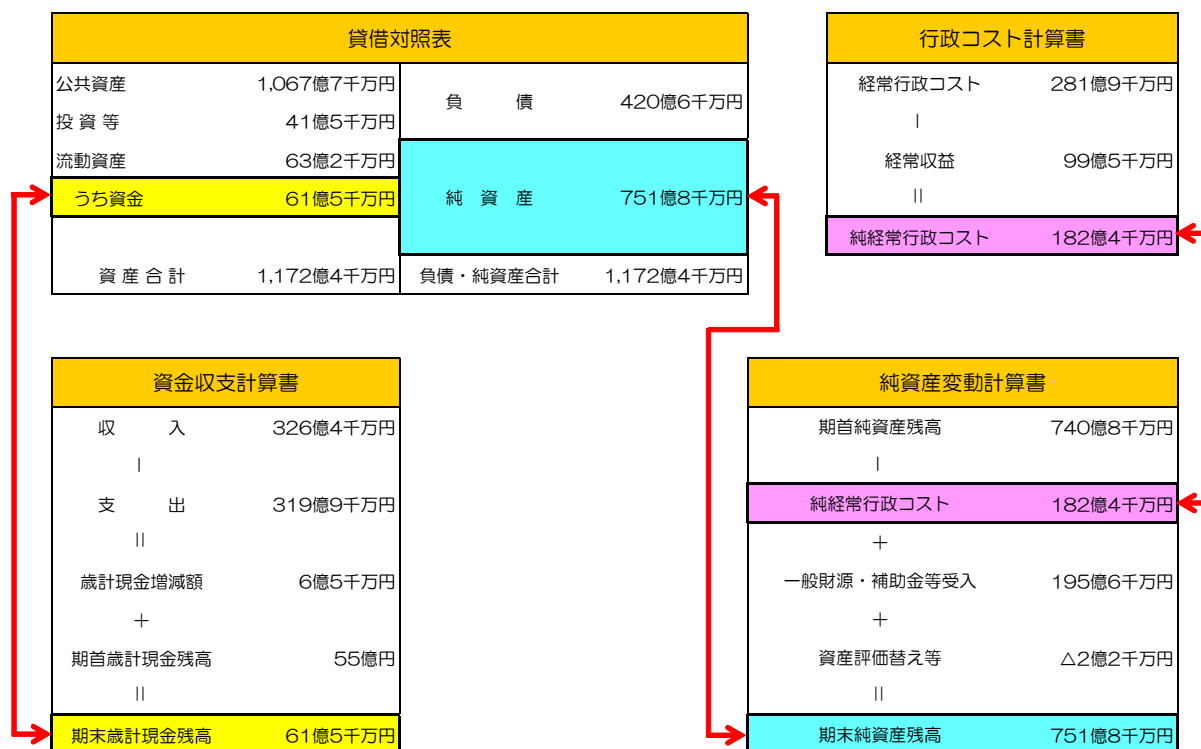 貸借対照表
公共資産 1,067億7千万円
投 資 等 41億5千万円
流動資産 63億2千万円
うち資金 61億5千万円
資 産 合 計 1,172億4千万円
負 債 420億6千万円
純 資 産 751億8千万円
負債・純資産合計 1,172億4千万円
行政コスト計算書
経常行政コスト 281億9千万円
－
経常収益 99億5千万円
＝
純経常行政コスト 182億4千万円
資金収支計算書
収 入 326億4千万円
－
支 出 319億9千万円
＝
歳計現金増減額 6億5千万円
＋
期首歳計現金残高 55億円
＝
期末歳計現金残高 61億5千万円
純資産変動計算書
期首純資産残高 740億8千万円
－
純経常行政コスト 182億4千万円
＋
一般財源・補助金等受入 195億6千万円
＋
資産評価替え等 △2億2千万円
＝
期末純資産残高 751億8千万円